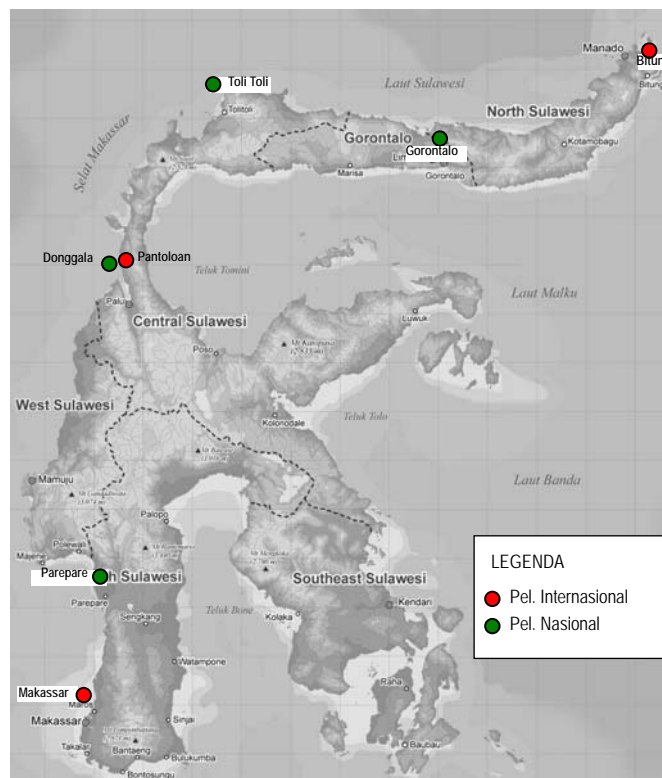 Manado
Bitun
Bitung
Toli Toli
Laut Sulawesi
Tolitoli
North Sulawesi
Selat Makassar
Gorontalo
Gorontalo
Kotamobagu
Marisa
Gorontalo
Donggala
Pantoloan
Teluk Tomini
Laut Malku
Palu
Central Sulawesi
Luwuk
Poso
West Sulawesi
Teluk Tolo
Kolonodale
Laut Banda
Mamuju
Palopo
Polewali
Majene
Parepare
h Sulawesi
Southeast Sulawesi
Parepare
Kendari
Sengkang
Teluk Bone
Kolaka
LEGENDA
Pel. Internasional
Pel. Nasional
Watampone
Raha
Makassar
Maros
Makassar
Sinjai
Takalar
Bantaeng
Bulukumba
Baubau
Bontosungu